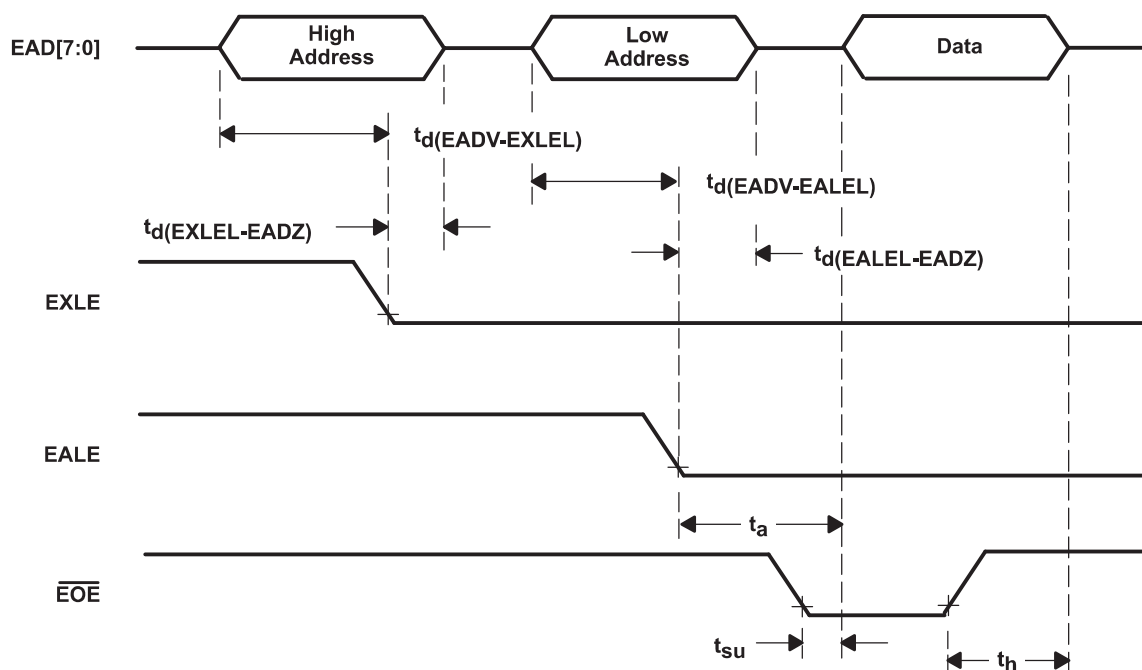 EAD[7:0]
High
Address
Low
Address
Data
td(EADV-EXLEL)
td(EADV-EALEL)
td(EXLEL-EADZ)
td(EALEL-EADZ)
EXLE
EALE
ta
EOE
tsu
th